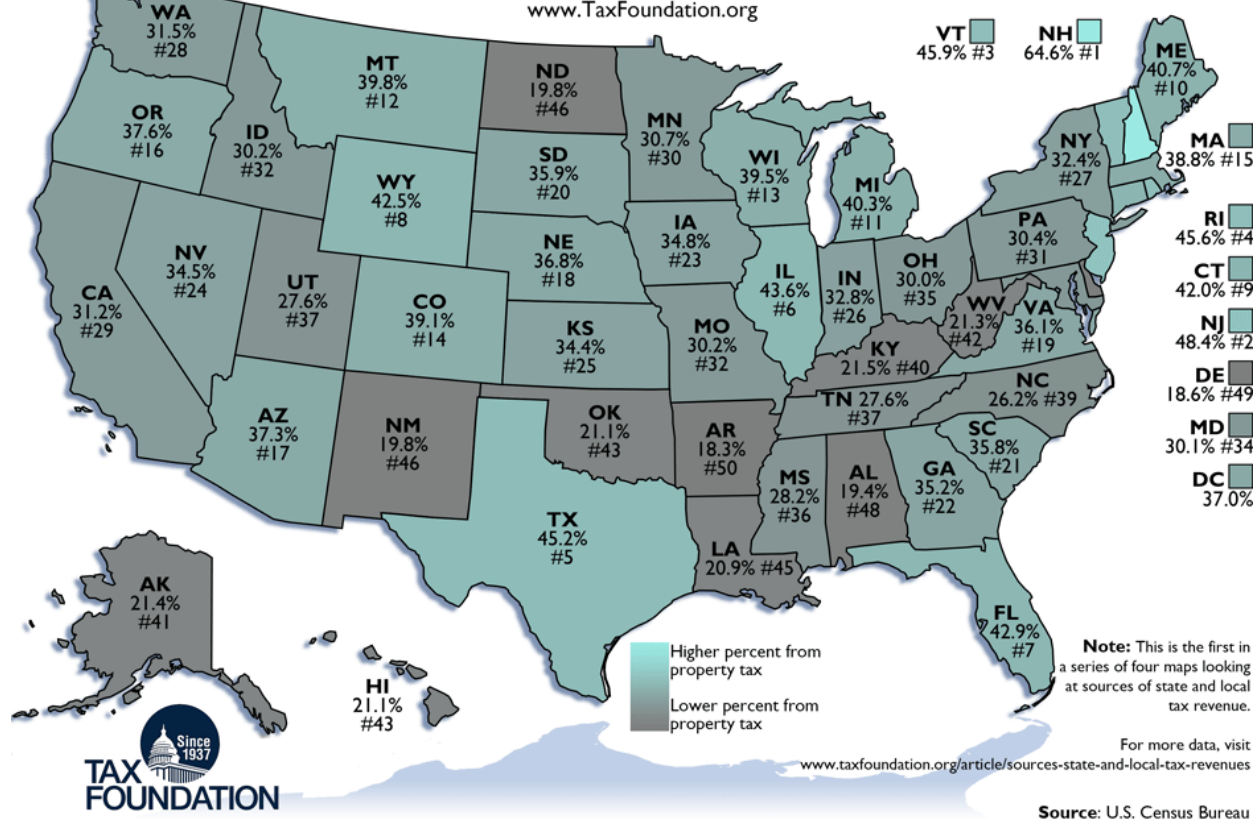 www.TaxFoundation.org
WA
31.5%
#28
MT
39.8%
#12
ND
19.8%
#46
MN
30.7%
#30
VT
45.9% #3
NH
64.6% #1
ME
40.7%
#10
OR
37.6%
#16
ID
30.2%
#32
WY
42.5%
#8
SD
35.9%
#20
WI
39.5%
#13
MI
40.3%
#11
NY
32.4%
#27
MA
38.8% #15
NV
34.5%
#24
UT
27.6%
#37
CO
39.1%
#14
NE
36.8%
#18
IA
34.8%
#23
IL
43.6%
#6
IN
32.8%
#26
OH
30.0%
#35
PA
30.4%
#31
RI
45.6% #4
CA
31.2%
#29
KS
34.4%
#25
MO
30.2%
#32
KY
21.5% #40
WV
21.3%
#42
VA
36.1%
#19
CT
42.0% #9
NJ
48.4% #2
AZ
37.3%
#17
NM
19.8%
#46
OK
21.1%
#43
AR
18.3%
#50
TN 27.6%
#37
NC
26.2% #39
DE
18.6% #49
SC
35.8%
#21
MD
30.1% #34
TX
45.2%
#5
LA
20.9% #45
MS
28.2%
#36
AL
19.4%
#48
GA
35.2%
#22
DC
37.0%
AK
21.4%
#41
HI
21.1%
#43
FL
42.9%
#7
Higher percent from
property tax
Lower percent from
property tax
Note: This is the first in
a series of four maps looking
at sources of state and local
tax revenue.
For more data, visit
www.taxfoundation.org/article/sources-state-and-local-tax-revenues
Source: U.S. Census Bureau
Since
1937
TAX
FOUNDATION